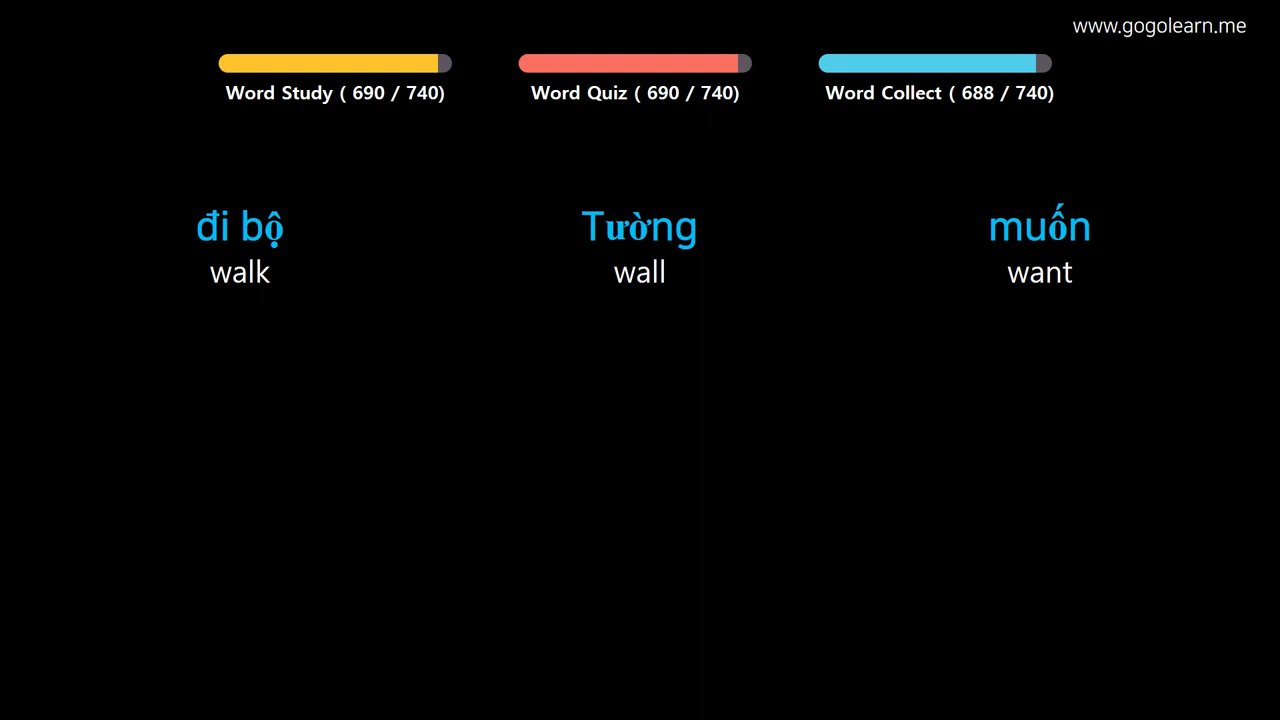 www.gogolearn.me
Word Study ( 690 / 740)
Word Quiz ( 690 / 740)
Word Collect ( 688 / 740)
đi bộ
walk
Tường
wall
muốn
want